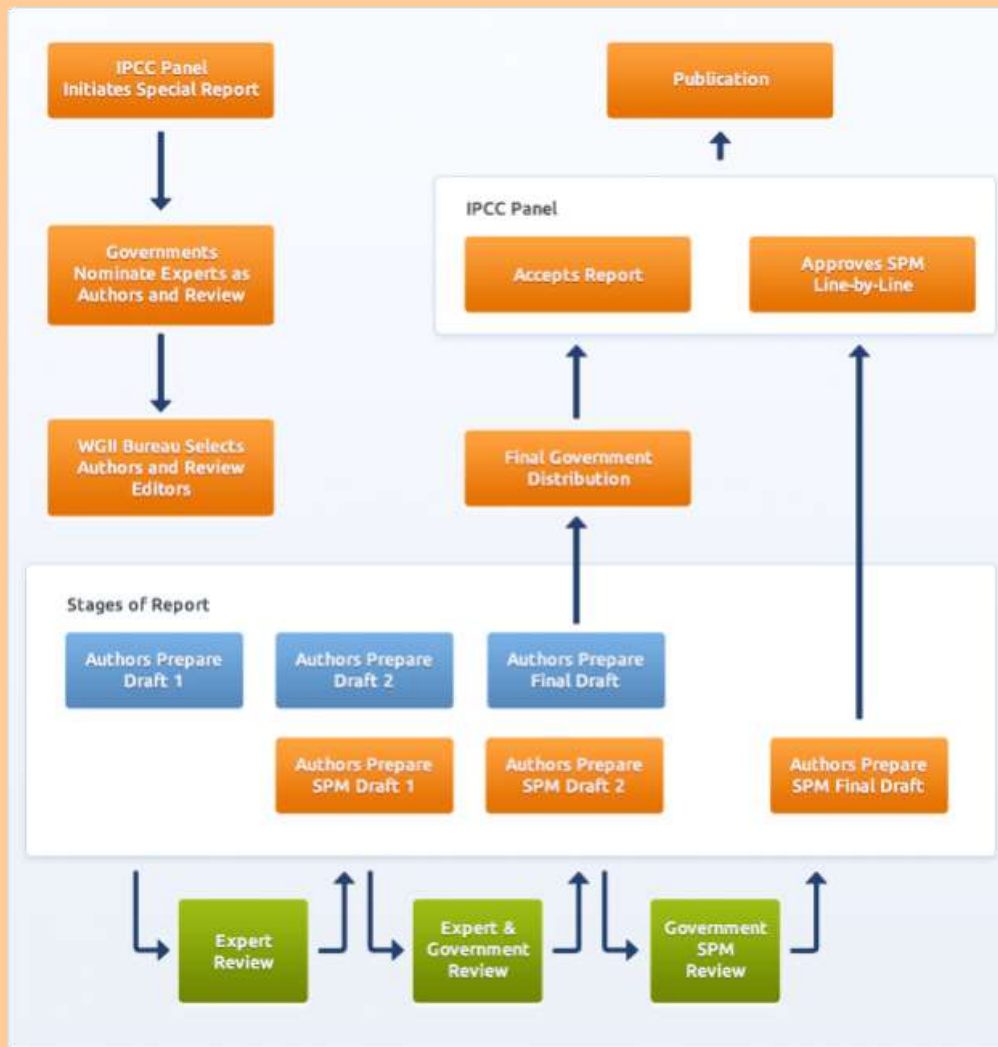 IPCC Panel
Initiates Special Report
Governments
Nominate Experts as
Authors and Review
WGII Bureau Selects
Authors and Review
Editors
Publication
IPCC Panel
Accepts Report
Approves SPM
Line-by-Line
Final Government
Distribution
Stages of Report
Authors Prepare
Draft 1
Authors Prepare
Draft 2
Authors Prepare
Final Draft
Authors Prepare
SPM Draft 1
Authors Prepare
SPM Draft 2
Authors Prepare
SPM Final Draft
Expert
Review
Expert &
Government
Review
Government
SPM
Review